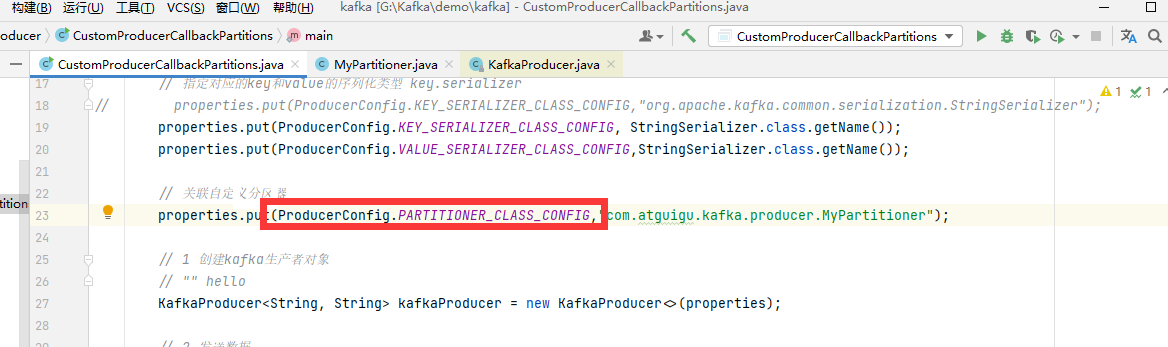 构建(B) 运行(U) 工具(T) VCS(S) 窗口(W) 帮助(H) kafka [G:\Kafka\demo\kafka] - CustomProducerCallbackPartitions.java
oducer CustomProducerCallbackPartitions main CustomProducerCallbackPartitions
CustomProducerCallbackPartitions.java MyPartitioner.java KafkaProducer.java
17 // 指定对应的key和value的序列化类型 key.serializer
1 1
18 // properties.put(ProducerConfig.KEY_SERIALIZER_CLASS_CONFIG,"org.apache.kafka.common.serialization.StringSerializer");
19 properties.put(ProducerConfig.KEY_SERIALIZER_CLASS_CONFIG, StringSerializer.class.getName());
20 properties.put(ProducerConfig.VALUE_SERIALIZER_CLASS_CONFIG,StringSerializer.class.getName());
21
22 // 关联自定义分区器
titions
23 properties.put(ProducerConfig.PARTITIONER_CLASS_CONFIG,"com.atguigu.kafka.producer.MyPartitioner");
24
25 // 1 创建kafka生产者对象
26 // "" hello
27 KafkaProducer<String, String> kafkaProducer = new KafkaProducer<>(properties);
28
// 2 发送数据